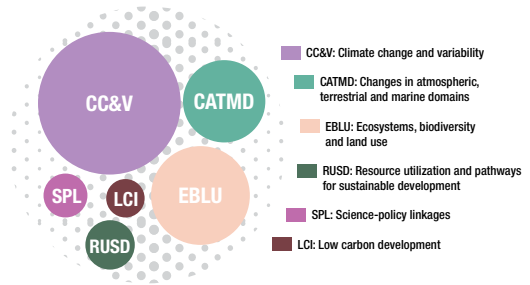 CC&V
CATMD
SPL
LCI
EBLU
RUSD
CC&V: Climate change and variability
CATMD: Changes in atmospheric,
terrestrial and marine domains
EBLU: Ecosystems, biodiversity
and land use
RUSD: Resource utilization and pathways
for sustainable development
SPL: Science-policy linkages
LCI: Low carbon development